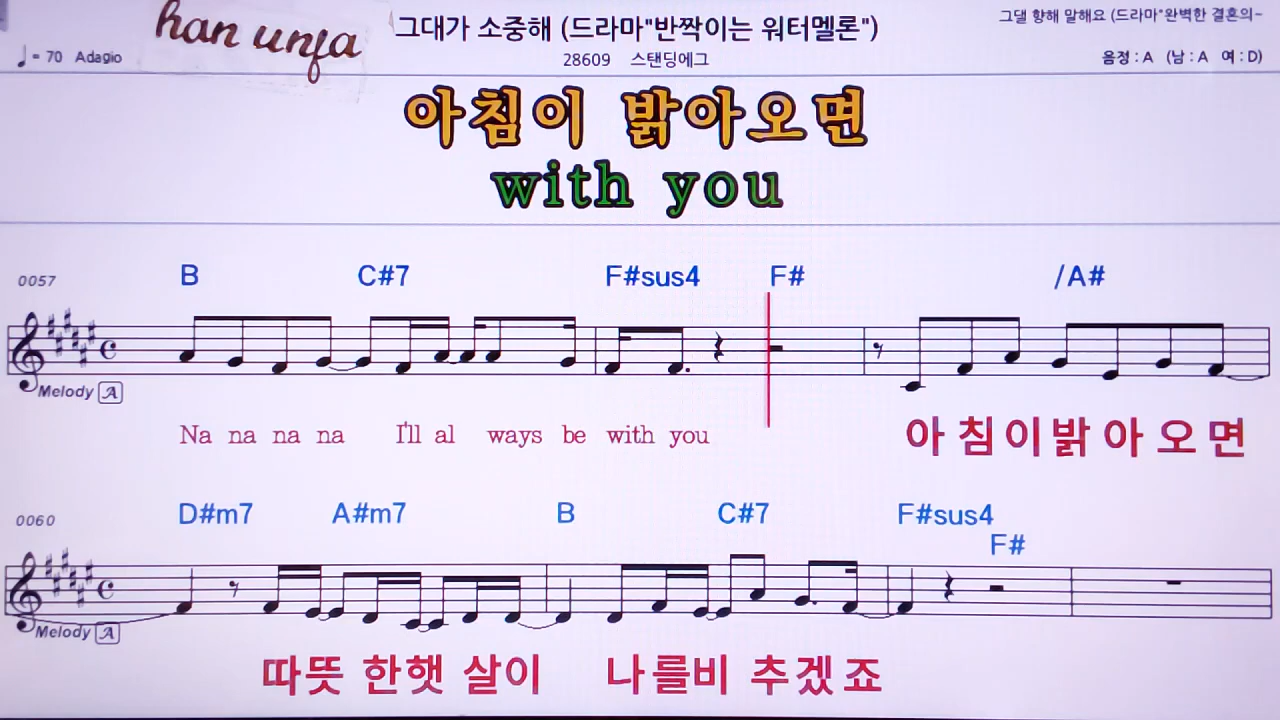 han unja
그대가 소중해 (드라마"반짝이는 워터멜론")
그댈 향해 말해요 (드라마"완벽한 결혼의~
♩= 70 Adagio
28609 스탠딩에그
음정 : A (남 : A 여 : D)
아침이 밝아오면
with you
0057 B C#7 F#sus4 F# /A#
Melody A
Na na na na I'll al ways be with you 아 침 이 밝 아 오 면
0060 D#m7 A#m7 B C#7 F#sus4
F#
Melody A
따뜻 한햇 살이 나를비 추겠죠